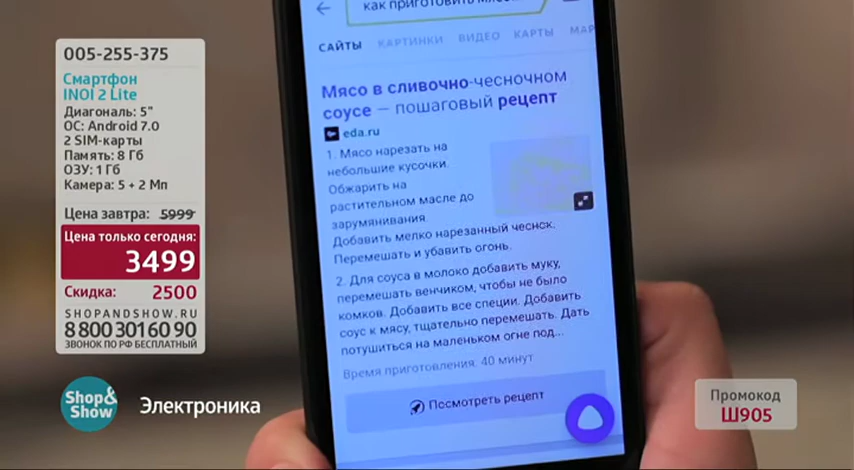 005-255-375
Смартфон
INOI 2 Lite
Диагональ: 5"
ОС: Android 7.0
2 SIM-карты
Память: 8 Гб
ОЗУ: 1 Гб
Камера: 5 + 2 Мп
Цена завтра: 5999
Цена только сегодня:
3499
Скидка: 2500
SHOPANDSHOW.RU
8 800 301 60 90
ЗВОНОК ПО РФ БЕСПЛАТНЫЙ
Shop&
Show
Электроника
как приготовить
САЙТЫ КАРТИНКИ ВИДЕО КАРТЫ МАР
Мясо в сливочно-чесночном
соусе — пошаговый рецепт
eda.ru
1. Мясо нарезать на
небольшие кусочки.
Обжарить на
растительном масле до
зарумянивания.
Добавить мелко нарезанный чеснок.
Перемешать и убавить огонь.
2. Для соуса в молоко добавить муку,
перемешать венчиком, чтобы не было
комков. Добавить все специи. Добавить
соус к мясу, тщательно перемешать. Дать
потушиться на маленьком огне под...
Время приготовления: 40 минут
Посмотреть рецепт
Промокод
Ш905